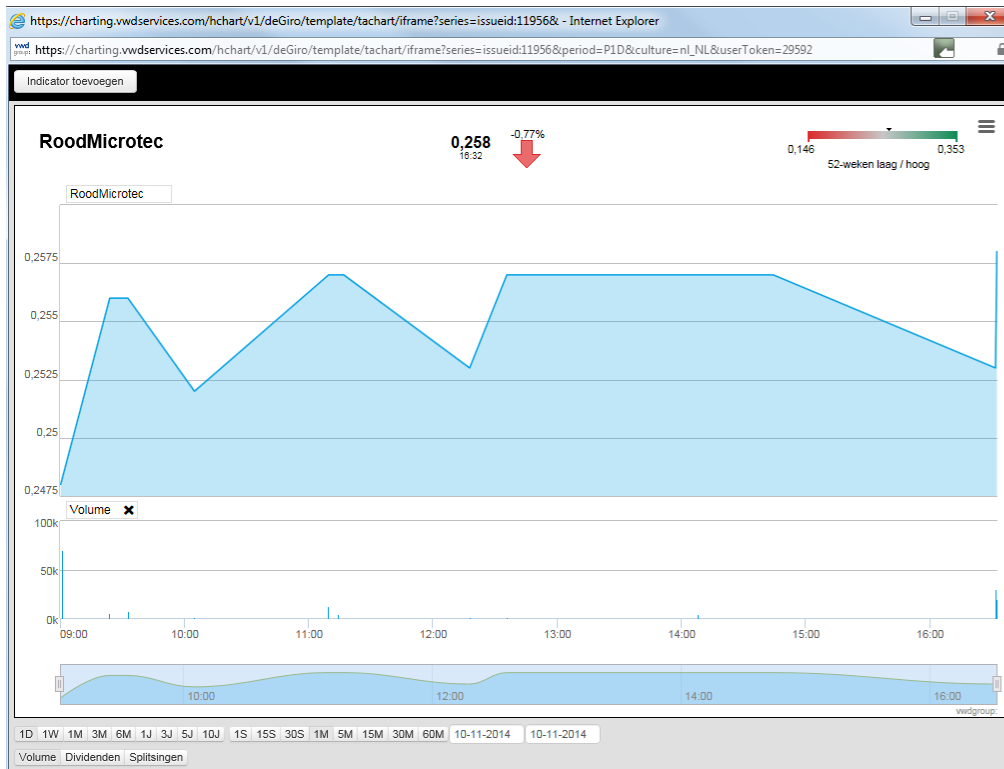 https://charting.vwdservices.com/hchart/v1/deGiro/template/tachart/iframe?series=issueid:11956& - Internet Explorer
vwd group: https://charting.vwdservices.com/hchart/v1/deGiro/template/tachart/iframe?series=issueid:11956&period=P1D&culture=nl_NL&userToken=29592
Indicator toevoegen
RoodMicrotec
0,258
16:32
-0,77%
0,146 0,353
52-weken laag / hoog
RoodMicrotec
0,2575
0,255
0,2525
0,25
0,2475
Volume
100k
50k
0k
09:00 10:00 11:00 12:00 13:00 14:00 15:00 16:00
10:00 12:00 14:00 16:00
vwdgroup:
1D 1W 1M 3M 6M 1J 3J 5J 10J 1S 15S 30S 1M 5M 15M 30M 60M 10-11-2014 10-11-2014
Volume Dividenden Splitsingen